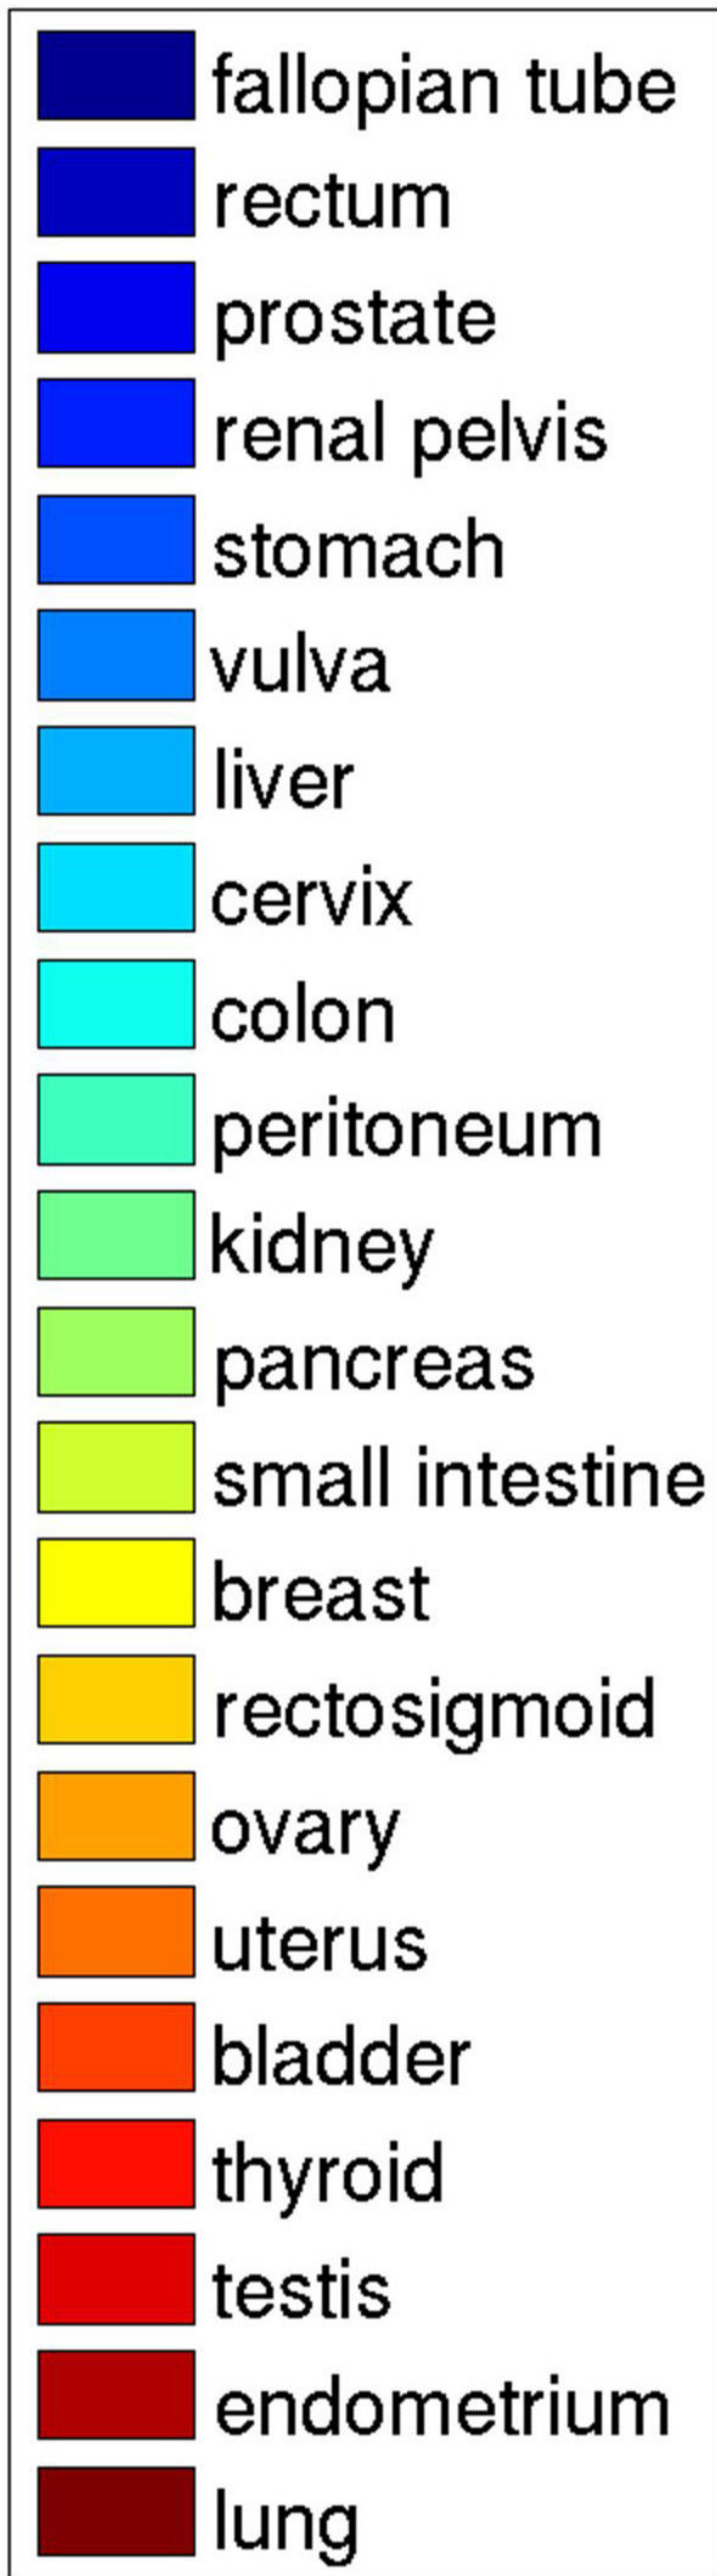 fallopian tube
rectum
prostate
renal pelvis
stomach
vulva
liver
cervix
colon
peritoneum
kidney
pancreas
small intestine
breast
rectosigmoid
ovary
uterus
bladder
thyroid
testis
endometrium
lung